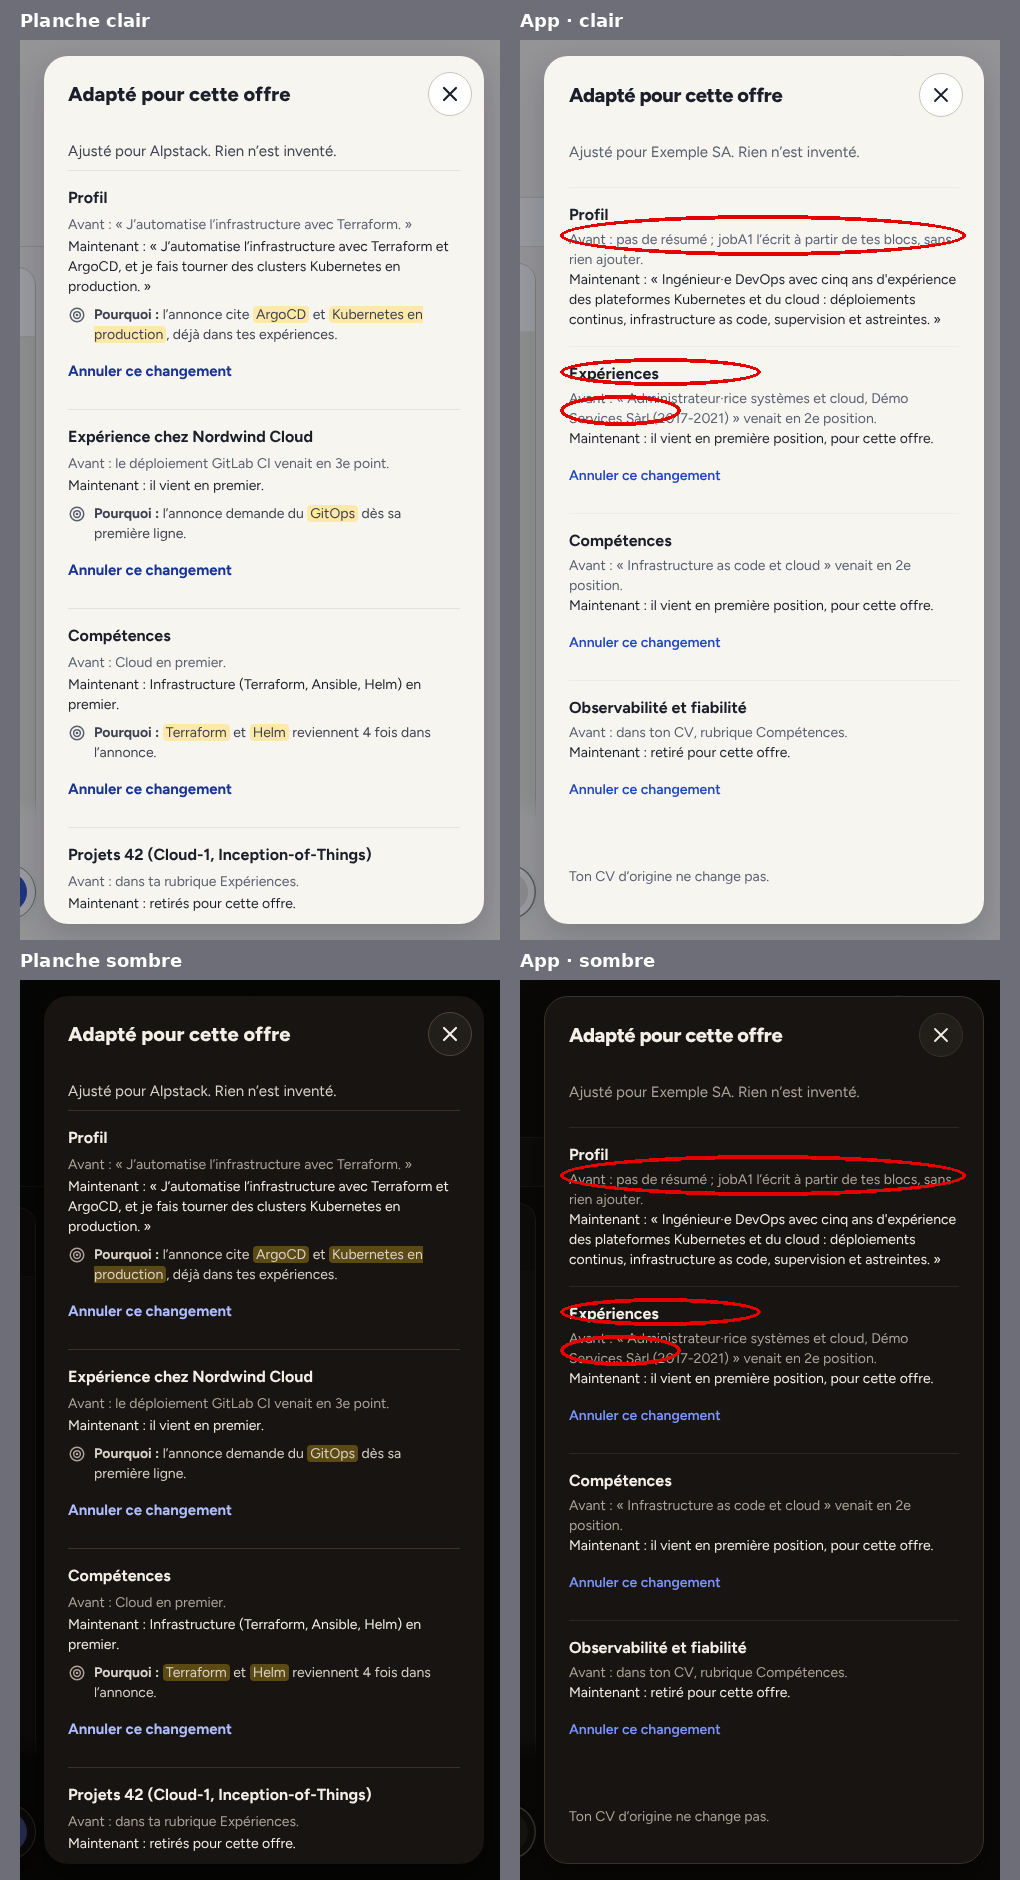 Planche clair
Adapté pour cette offre
Ajusté pour Alpstack. Rien n’est inventé.
Profil
Avant : « J’automatise l’infrastructure avec Terraform. »
Maintenant : « J’automatise l’infrastructure avec Terraform et
ArgoCD, et je fais tourner des clusters Kubernetes en
production. »
Pourquoi : l’annonce cite ArgoCD et Kubernetes en
production, déjà dans tes expériences.
Annuler ce changement
Expérience chez Nordwind Cloud
Avant : le déploiement GitLab CI venait en 3e point.
Maintenant : il vient en premier.
Pourquoi : l’annonce demande du GitOps dès sa
première ligne.
Annuler ce changement
Compétences
Avant : Cloud en premier.
Maintenant : Infrastructure (Terraform, Ansible, Helm) en
premier.
Pourquoi : Terraform et Helm reviennent 4 fois dans
l’annonce.
Annuler ce changement
Projets 42 (Cloud-1, Inception-of-Things)
Avant : dans ta rubrique Expériences.
Maintenant : retirés pour cette offre.
App · clair
Adapté pour cette offre
Ajusté pour Exemple SA. Rien n’est inventé.
Profil
Avant : pas de résumé ; jobA1 l’écrit à partir de tes blocs, sans
rien ajouter.
Maintenant : « Ingénieur·e DevOps avec cinq ans d'expérience
des plateformes Kubernetes et du cloud : déploiements
continus, infrastructure as code, supervision et astreintes. »
Expériences
Avant : « Administrateur·rice systèmes et cloud, Démo
Services Sàrl (2017-2021) » venait en 2e position.
Maintenant : il vient en première position, pour cette offre.
Annuler ce changement
Compétences
Avant : « Infrastructure as code et cloud » venait en 2e
position.
Maintenant : il vient en première position, pour cette offre.
Annuler ce changement
Observabilité et fiabilité
Avant : dans ton CV, rubrique Compétences.
Maintenant : retiré pour cette offre.
Annuler ce changement
Ton CV d’origine ne change pas.
Planche sombre
Adapté pour cette offre
Ajusté pour Alpstack. Rien n’est inventé.
Profil
Avant : « J’automatise l’infrastructure avec Terraform. »
Maintenant : « J’automatise l’infrastructure avec Terraform et
ArgoCD, et je fais tourner des clusters Kubernetes en
production. »
Pourquoi : l’annonce cite ArgoCD et Kubernetes en
production, déjà dans tes expériences.
Annuler ce changement
Expérience chez Nordwind Cloud
Avant : le déploiement GitLab CI venait en 3e point.
Maintenant : il vient en premier.
Pourquoi : l’annonce demande du GitOps dès sa
première ligne.
Annuler ce changement
Compétences
Avant : Cloud en premier.
Maintenant : Infrastructure (Terraform, Ansible, Helm) en
premier.
Pourquoi : Terraform et Helm reviennent 4 fois dans
l’annonce.
Annuler ce changement
Projets 42 (Cloud-1, Inception-of-Things)
Avant : dans ta rubrique Expériences.
Maintenant : retirés pour cette offre.
App · sombre
Adapté pour cette offre
Ajusté pour Exemple SA. Rien n’est inventé.
Profil
Avant : pas de résumé ; jobA1 l’écrit à partir de tes blocs, sans
rien ajouter.
Maintenant : « Ingénieur·e DevOps avec cinq ans d'expérience
des plateformes Kubernetes et du cloud : déploiements
continus, infrastructure as code, supervision et astreintes. »
Expériences
Avant : « Administrateur·rice systèmes et cloud, Démo
Services Sàrl (2017-2021) » venait en 2e position.
Maintenant : il vient en première position, pour cette offre.
Annuler ce changement
Compétences
Avant : « Infrastructure as code et cloud » venait en 2e
position.
Maintenant : il vient en première position, pour cette offre.
Annuler ce changement
Observabilité et fiabilité
Avant : dans ton CV, rubrique Compétences.
Maintenant : retiré pour cette offre.
Annuler ce changement
Ton CV d’origine ne change pas.